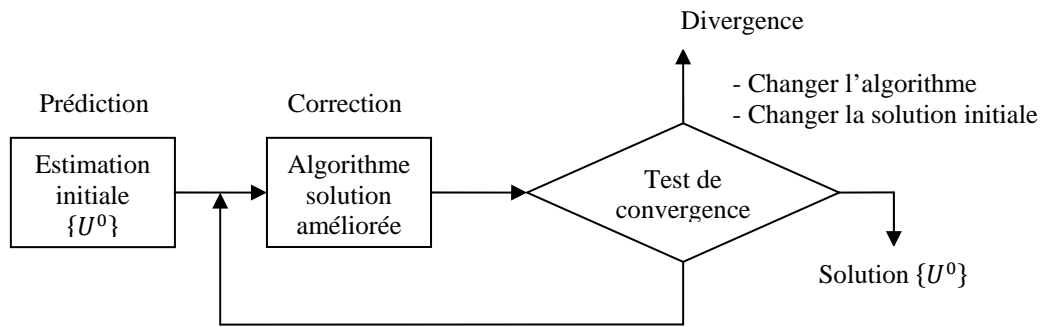 Divergence
- Changer l'algorithme
- Changer la solution initiale
Prédiction
Correction
Estimation
initiale
{U⁰}
Algorithme
solution
améliorée
Test de
convergence
Solution {U⁰}